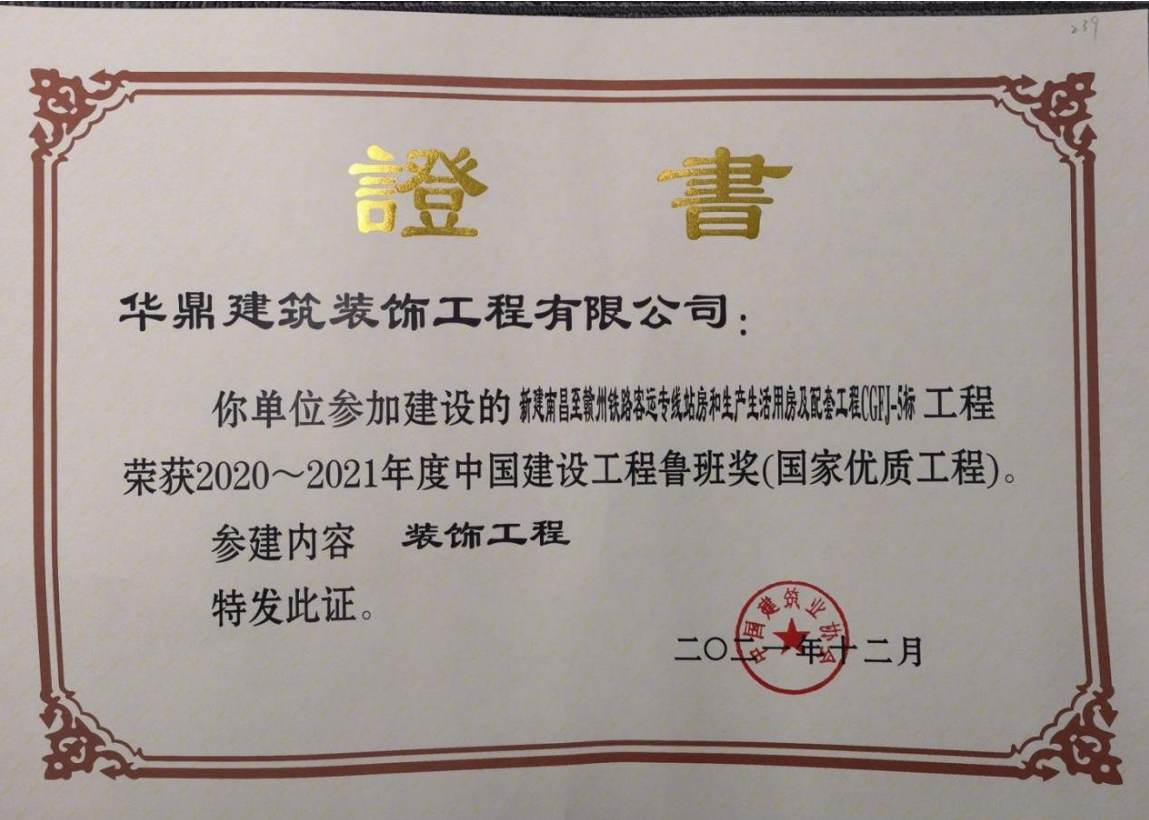 239
證書
华鼎建筑装饰工程有限公司：
你单位参加建设的 新建南昌至赣州铁路客运专线站房和生产生活用房及配套工程CGFJ-5标 工程
荣获2020～2021年度中国建设工程鲁班奖(国家优质工程)。
参建内容 装饰工程
特发此证。
中国建筑业协会
二〇二一年十二月